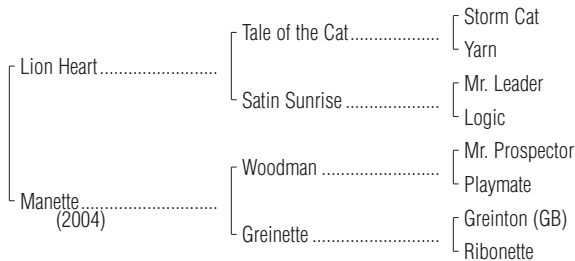 Storm Cat
Tale of the Cat....................
Yarn
Lion Heart..........................
Mr. Leader
Satin Sunrise .....................
Logic
Mr. Prospector
Woodman ..........................
Playmate
Manette..............................
(2004)
Greinton (GB)
Greinette ............................
Ribonette